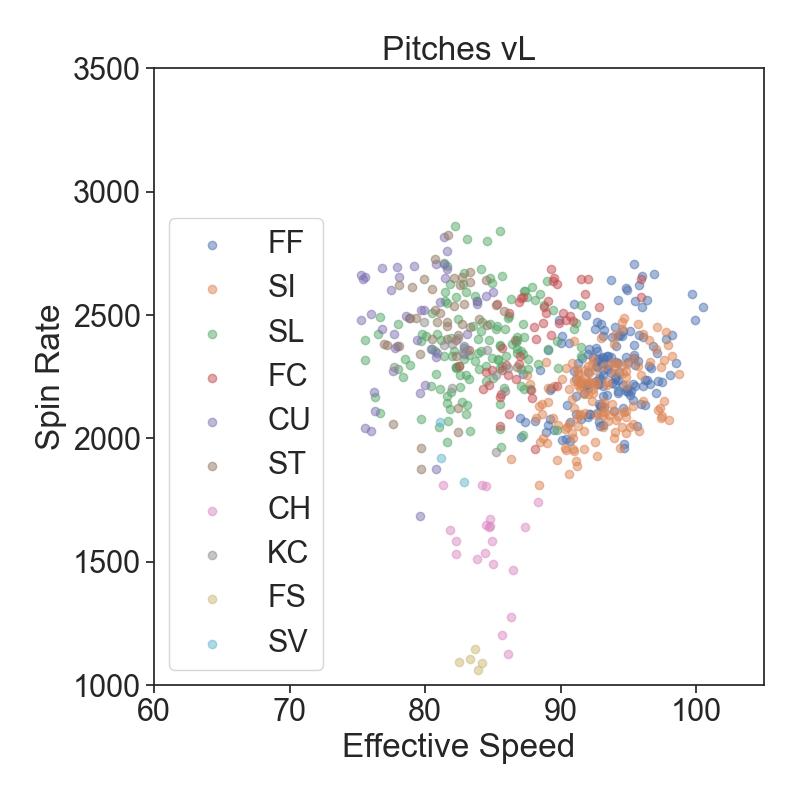 Pitches vL
3500
3000
2500
2000
1500
1000
Spin Rate
FF
SI
SL
FC
CU
ST
CH
KC
FS
SV
60 70 80 90 100
Effective Speed